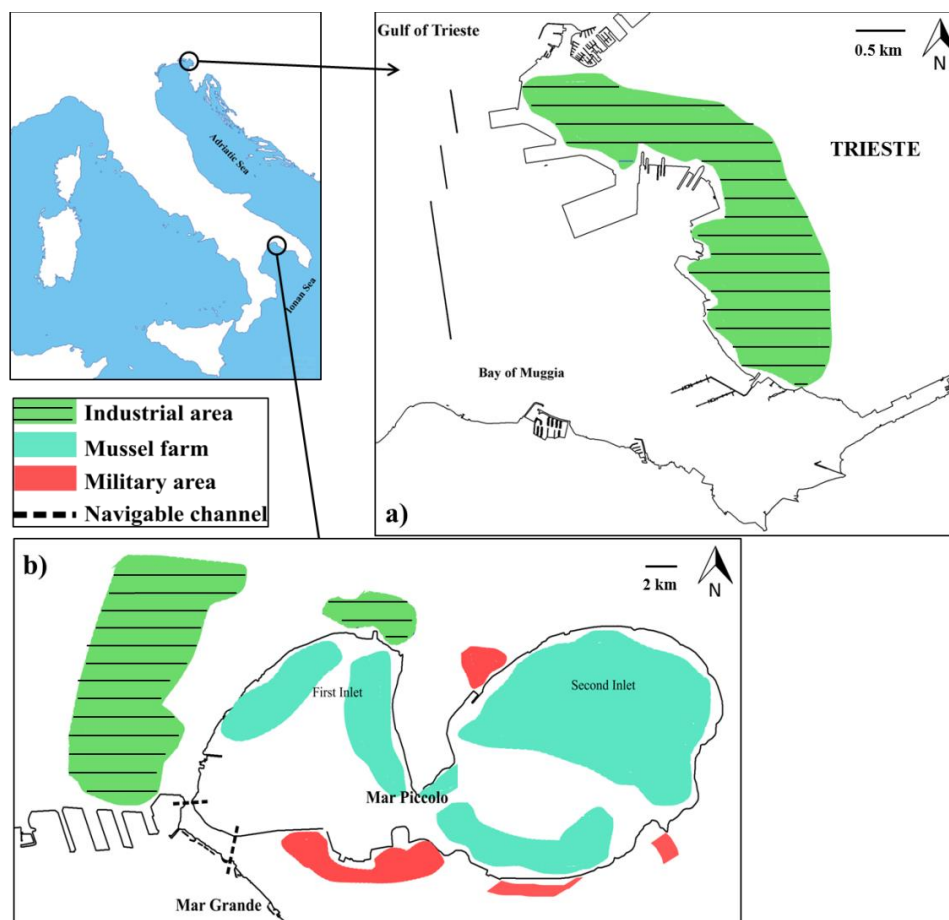 Gulf of Trieste
0.5 km
N
TRIESTE
Adriatic Sea
Ionan Sea
Bay of Muggia
a)
Industrial area
Mussel farm
Military area
Navigable channel
b)
2 km
N
First Inlet
Second Inlet
Mar Piccolo
Mar Grande